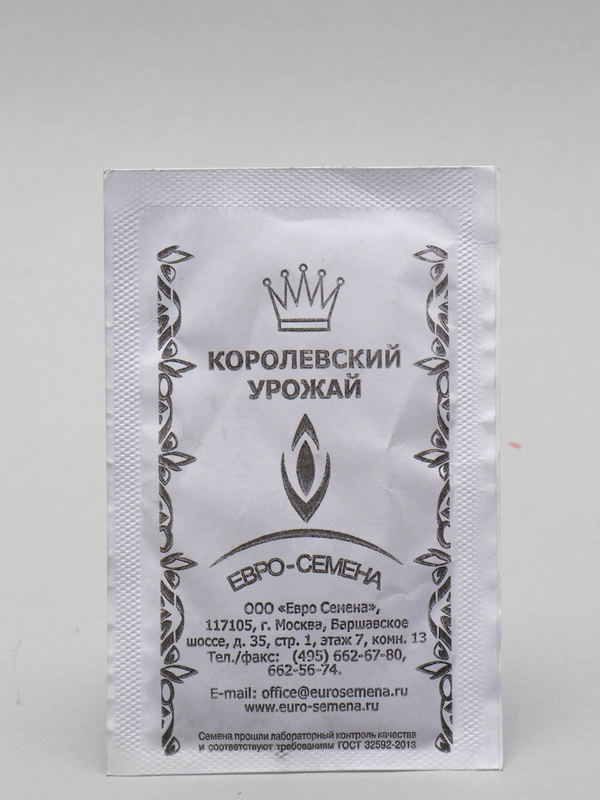 КОРОЛЕВСКИЙ
УРОЖАЙ
ЕВРО-СЕМЕНА
ООО «Евро Семена»,
117105, г. Москва, Варшавское
шоссе, д. 35, стр. 1, этаж 7, комн. 13
Тел./факс: (495) 662-67-80,
662-56-74.
E-mail: office@eurosemena.ru
www.euro-semena.ru
Семена прошли лабораторный контроль качества
и соответствуют требованиям ГОСТ 32592-2013